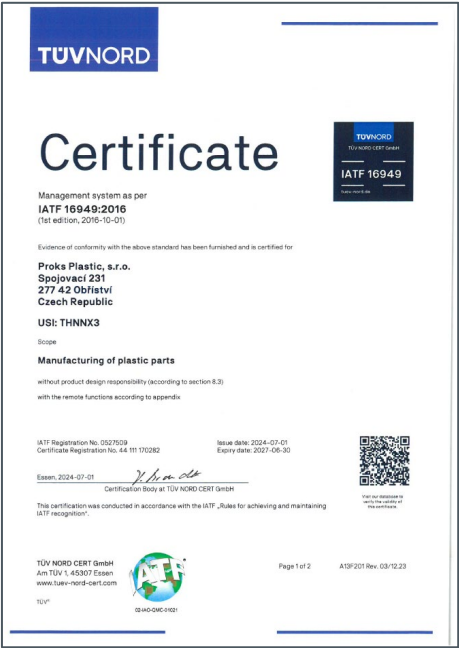 TÜVNORD
Certificate
TÜVNORD
TÜV NORD CERT GmbH
IATF 16949
Management system as per
IATF 16949:2016
(1st edition, 2016-10-01)
Evidence of conformity with the above standard has been furnished and is certified for
Proks Plastic, s.r.o.
Spojovací 231
277 42 Obříství
Czech Republic
USI: THNNX3
Scope
Manufacturing of plastic parts
without product design responsibility (according to section 8.3)
with the remote functions according to appendix
IATF Registration No. 0527509
Certificate Registration No. 44 111 170282
Issue date: 2024-07-01
Expiry date: 2027-06-30
Essen, 2024-07-01
Certification Body at TÜV NORD CERT GmbH
Visit our database to
verify the validity of
this certificate.
This certification was conducted in accordance with the IATF „Rules for achieving and maintaining
IATF recognition“.
TÜV NORD CERT GmbH
Am TÜV 1, 45307 Essen
www.tuev-nord-cert.com
TÜV®
IATF
02-IAO-QMC-01021
Page 1 of 2
A13F201 Rev. 03/12.23